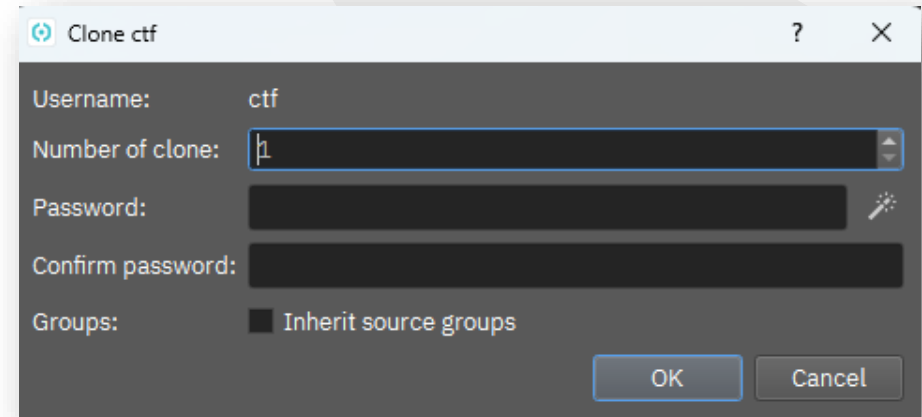 Clone ctf ?
Username: ctf
Number of clone: 1
Password:
Confirm password:
Groups: Inherit source groups
OK Cancel